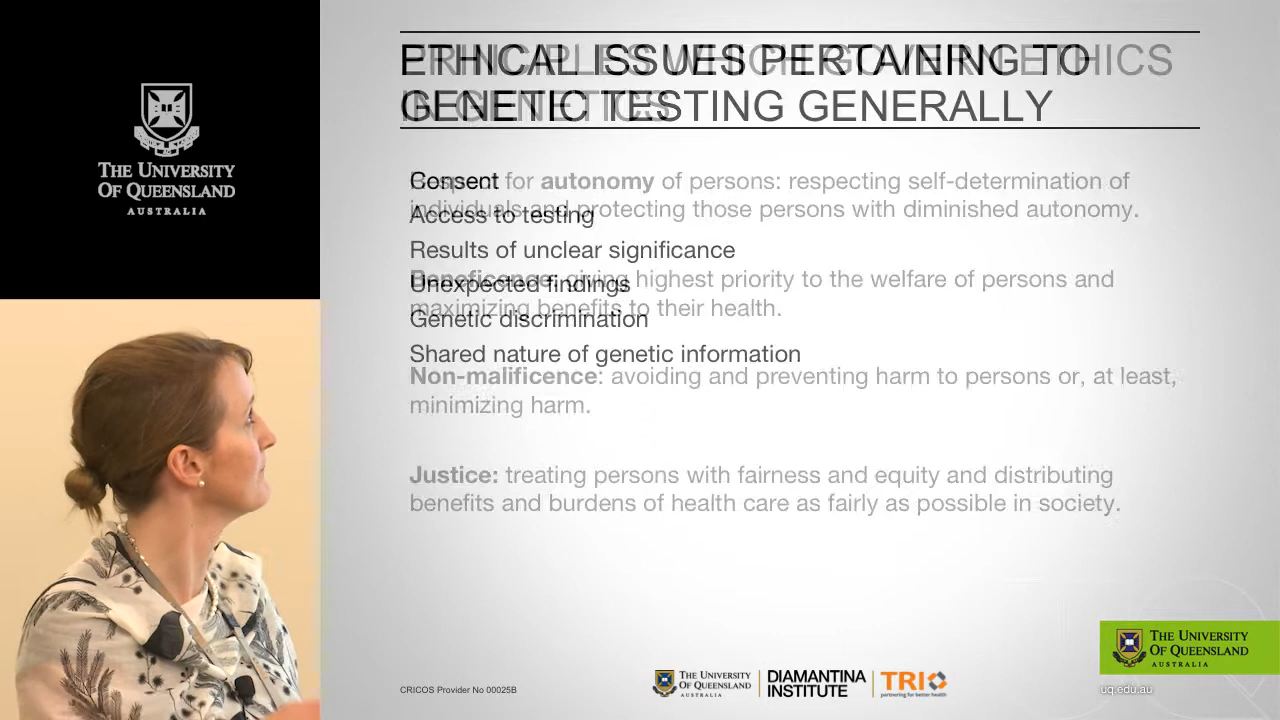 THE UNIVERSITY
OF QUEENSLAND
AUSTRALIA
ETHICAL ISSUES PERTAINING TO
GENETIC TESTING GENERALLY
PRINCIPLES WHICH GOVERN ETHICS
IN GENETICS
Consent
Access to testing
Results of unclear significance
Unexpected findings
Genetic discrimination
Shared nature of genetic information
Respect for autonomy of persons: respecting self-determination of
individuals and protecting those persons with diminished autonomy.
Beneficence: giving highest priority to the welfare of persons and
maximizing benefits to their health.
Non-malificence: avoiding and preventing harm to persons or, at least,
minimizing harm.
Justice: treating persons with fairness and equity and distributing
benefits and burdens of health care as fairly as possible in society.
THE UNIVERSITY
OF QUEENSLAND
AUSTRALIA
CRICOS Provider No 00025B
THE UNIVERSITY
OF QUEENSLAND
AUSTRALIA
DIAMANTINA
INSTITUTE
TRI
partnering for better health
uq.edu.au